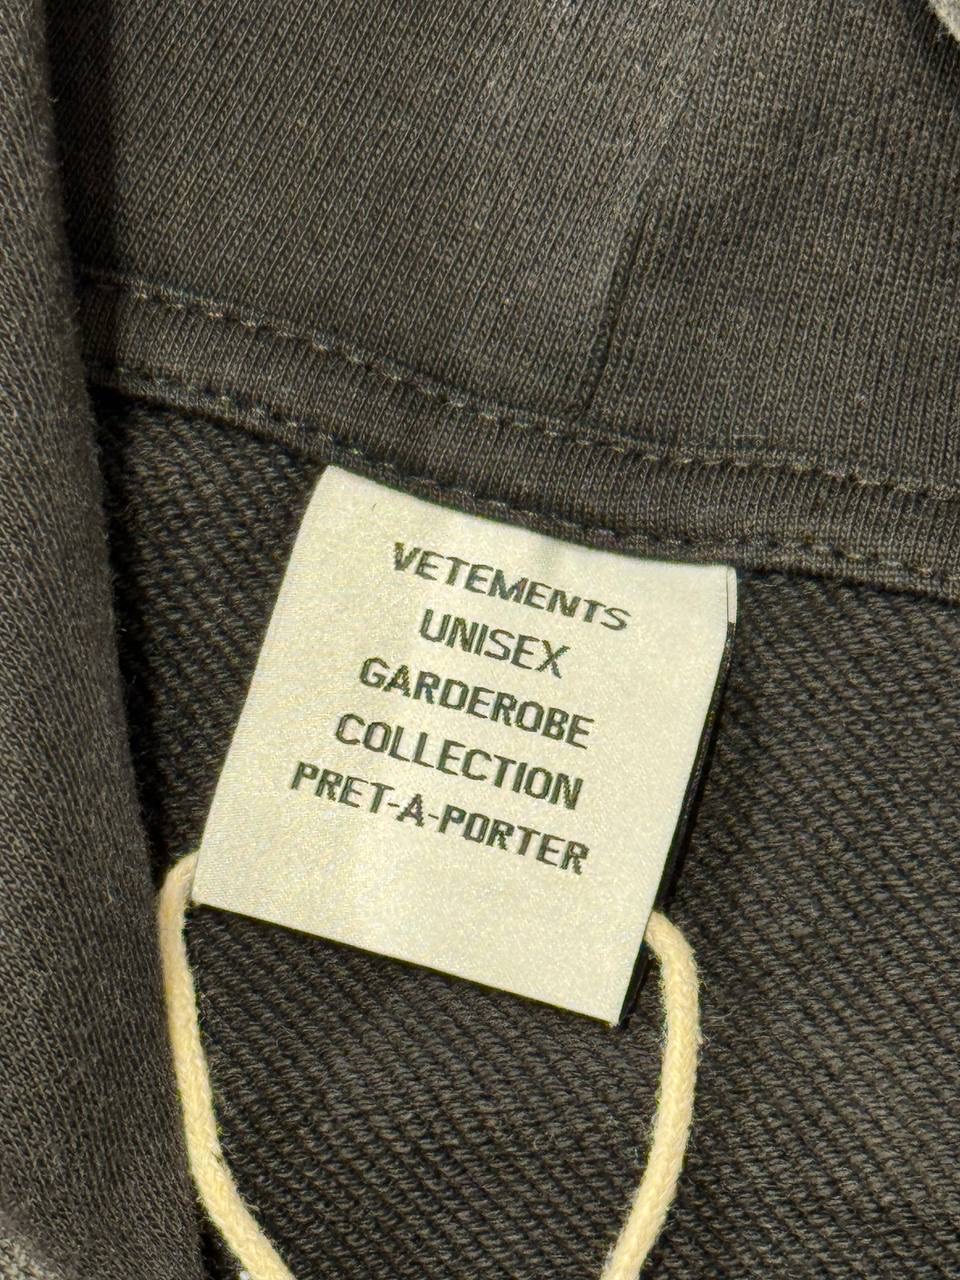 VETEMENTS
UNISEX
GARDEROBE
COLLECTION
PRET-A-PORTER